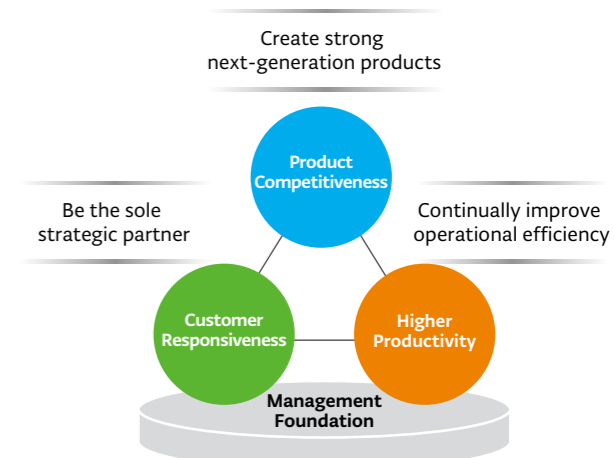 Create strong
next-generation products
Product
Competitiveness
Be the sole
strategic partner
Continually improve
operational efficiency
Customer
Responsiveness
Higher
Productivity
Management
Foundation